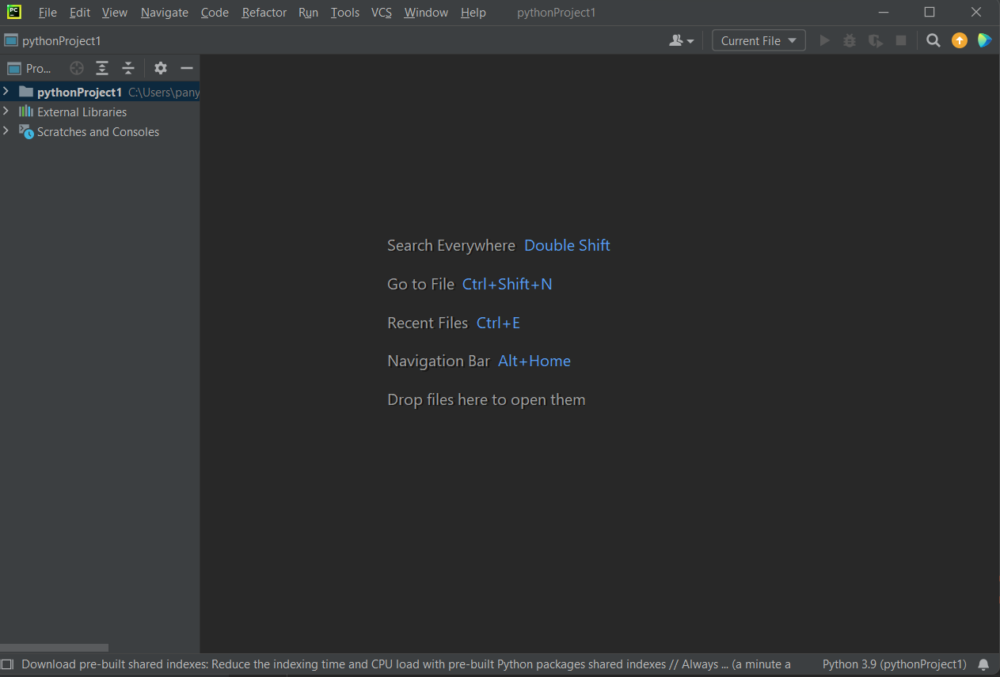 PC File Edit View Navigate Code Refactor Run Tools VCS Window Help pythonProject1
pythonProject1 Current File
Pro...
pythonProject1 C:\Users\pany
External Libraries
Scratches and Consoles
Search Everywhere Double Shift
Go to File Ctrl+Shift+N
Recent Files Ctrl+E
Navigation Bar Alt+Home
Drop files here to open them
Download pre-built shared indexes: Reduce the indexing time and CPU load with pre-built Python packages shared indexes // Always ... (a minute a Python 3.9 (pythonProject1)